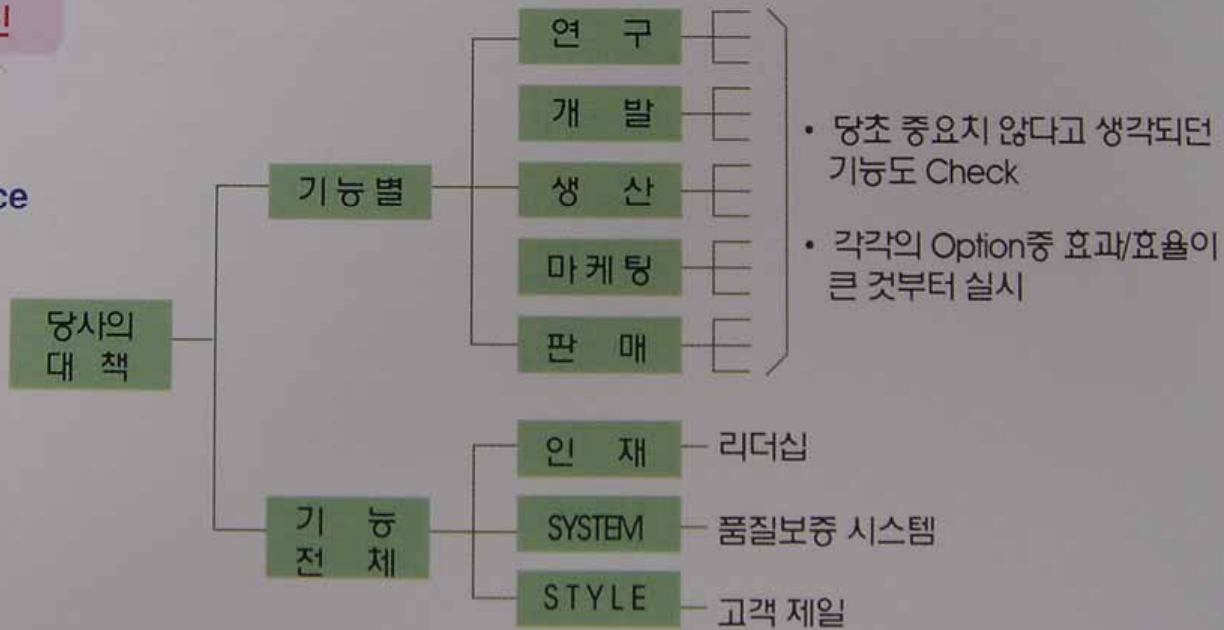 연 구
개 발
기능별
생 산
마케팅
판 매
• 당초 중요치 않다고 생각되던
기능도 Check
• 각각의 Option중 효과/효율이
큰 것부터 실시
ce
당사의
대 책
기 능
전 체
인 재
리더십
SYSTEM
품질보증 시스템
STYLE
고객 제일